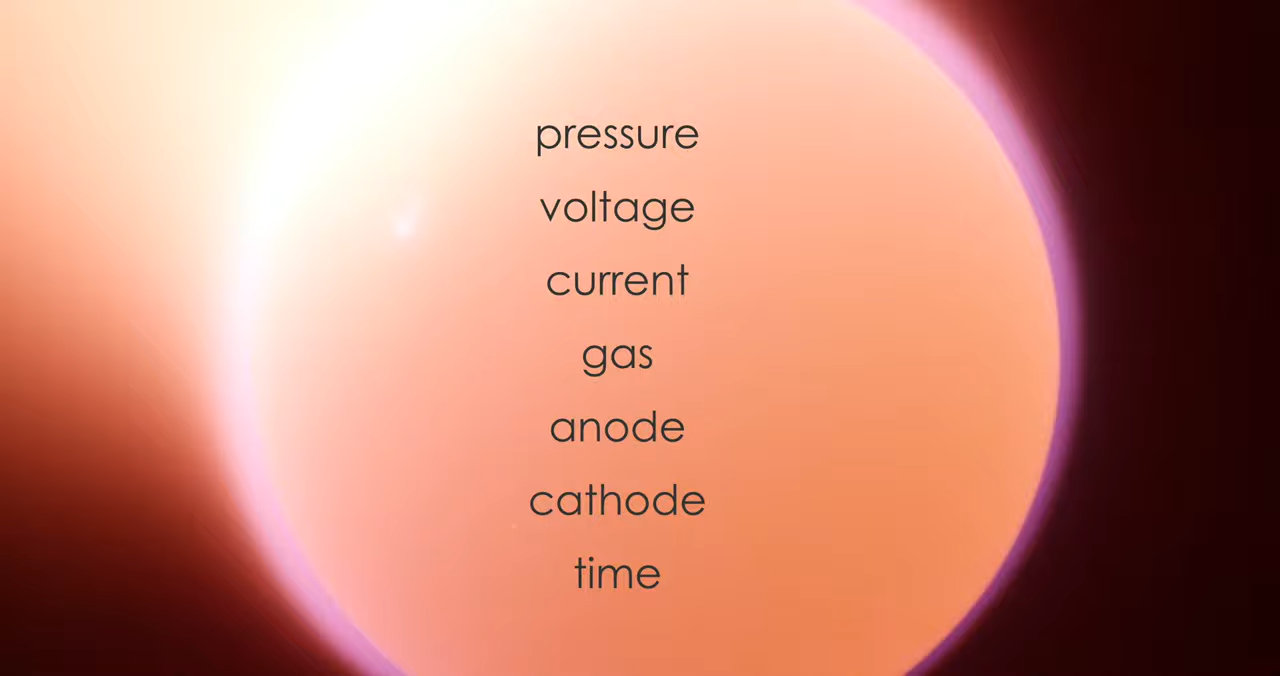 pressure
voltage
current
gas
anode
cathode
time